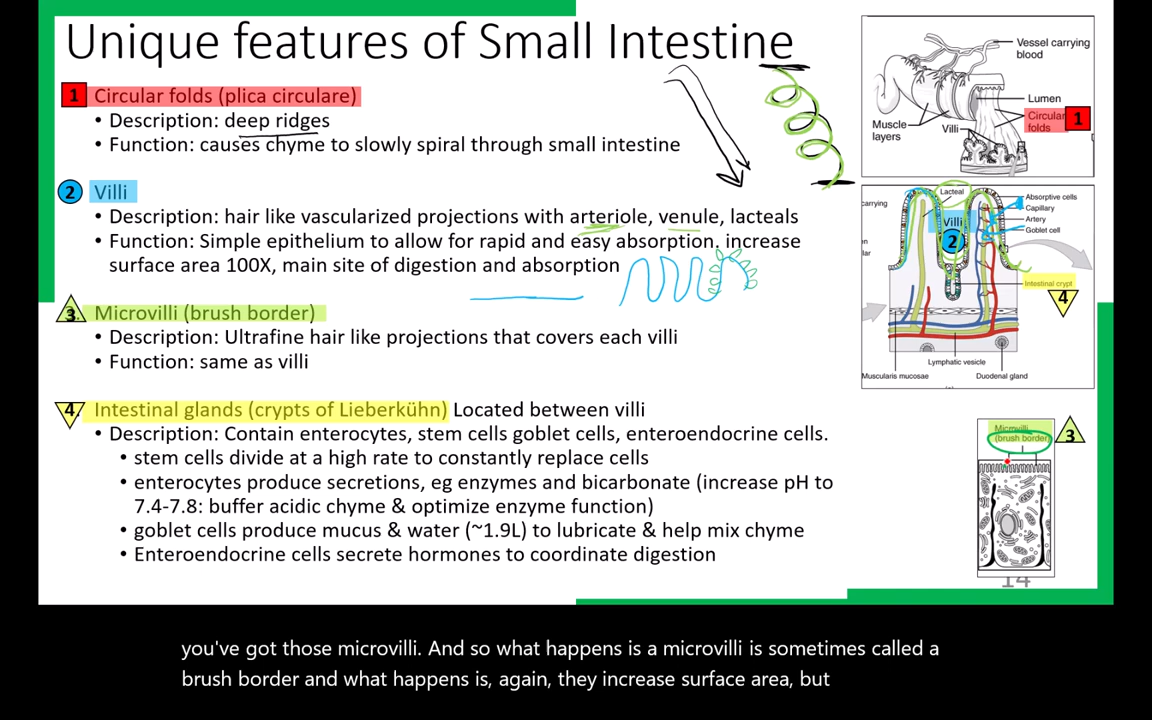 Unique features of Small Intestine
1 Circular folds (plica circulare)
• Description: deep ridges
• Function: causes chyme to slowly spiral through small intestine
2 Villi
• Description: hair like vascularized projections with arteriole, venule, lacteals
• Function: Simple epithelium to allow for rapid and easy absorption. increase
surface area 100X, main site of digestion and absorption
3. Microvilli (brush border)
• Description: Ultrafine hair like projections that covers each villi
• Function: same as villi
4. Intestinal glands (crypts of Lieberkühn) Located between villi
• Description: Contain enterocytes, stem cells goblet cells, enteroendocrine cells.
• stem cells divide at a high rate to constantly replace cells
• enterocytes produce secretions, eg enzymes and bicarbonate (increase pH to
7.4-7.8: buffer acidic chyme & optimize enzyme function)
• goblet cells produce mucus & water (~1.9L) to lubricate & help mix chyme
• Enteroendocrine cells secrete hormones to coordinate digestion
Vessel carrying
blood
Lumen
Circular
folds
1
Muscle
layers
Villi
Lacteal
carrying
Absorptive cells
Capillary
Artery
Goblet cell
Villi
2
Intestinal crypt
4
Lymphatic vesicle
Muscularis mucosae
Duodenal gland
Microvilli
(brush border)
3
14
you've got those microvilli. And so what happens is a microvilli is sometimes called a
brush border and what happens is, again, they increase surface area, but